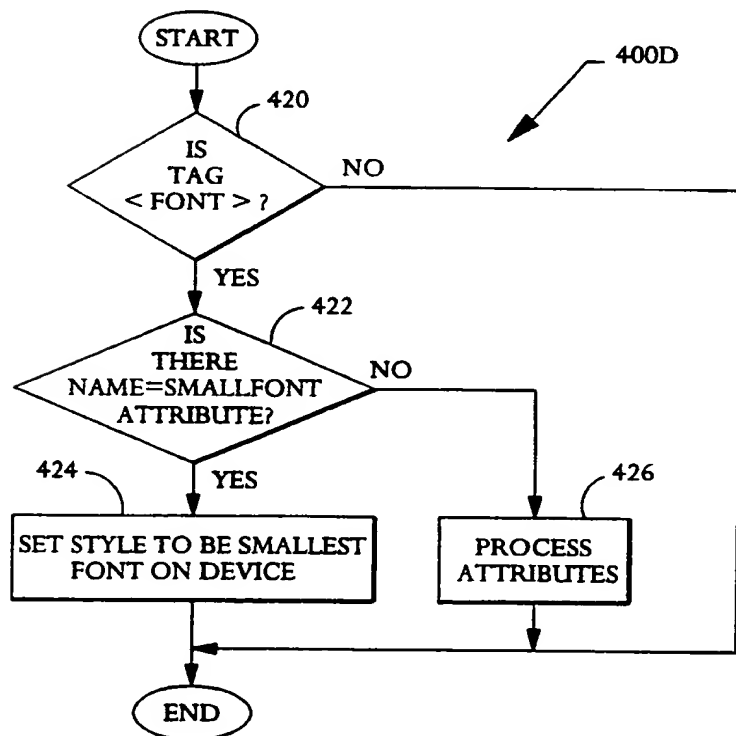 START
400D
420
IS
TAG
< FONT > ?
NO
YES
422
IS
THERE
NAME=SMALLFONT
ATTRIBUTE?
NO
YES
424
SET STYLE TO BE SMALLEST
FONT ON DEVICE
426
PROCESS
ATTRIBUTES
END